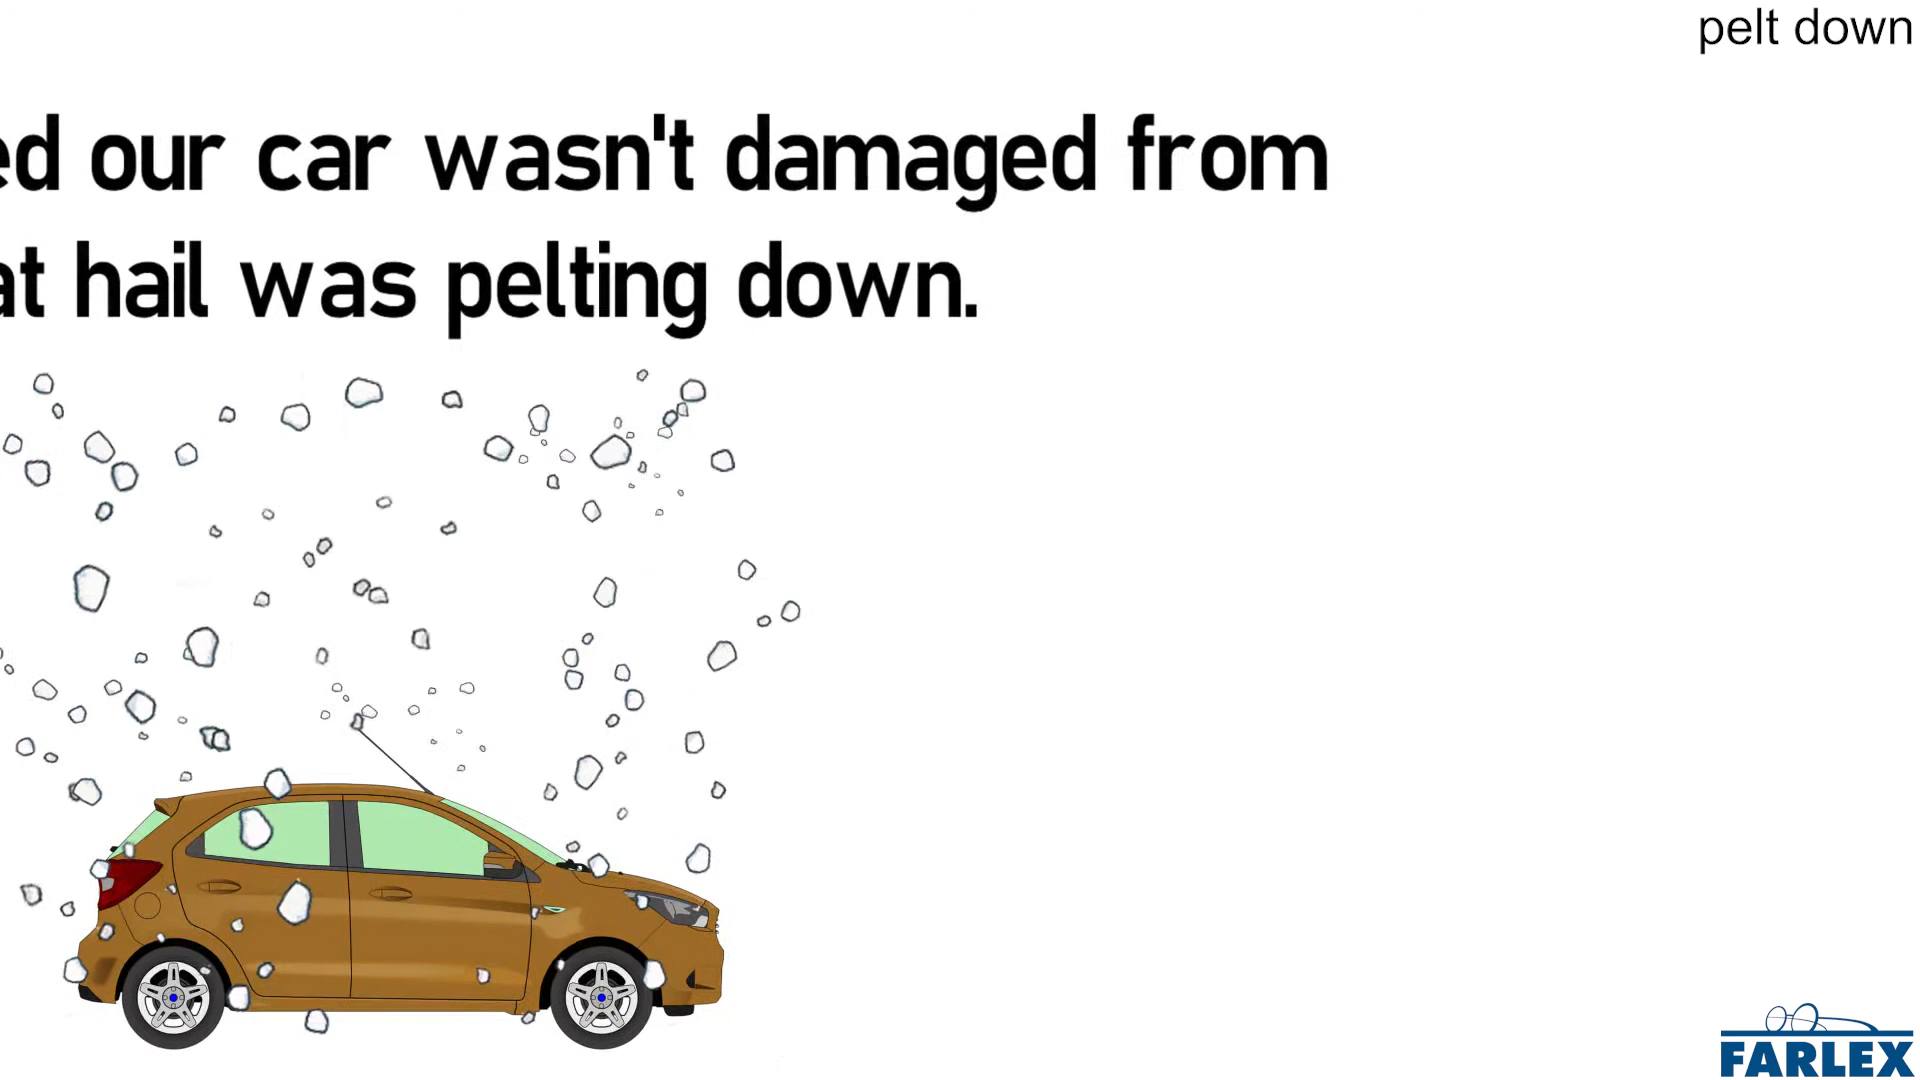 pelt down
ed our car wasn't damaged from
at hail was pelting down.
FARLEX